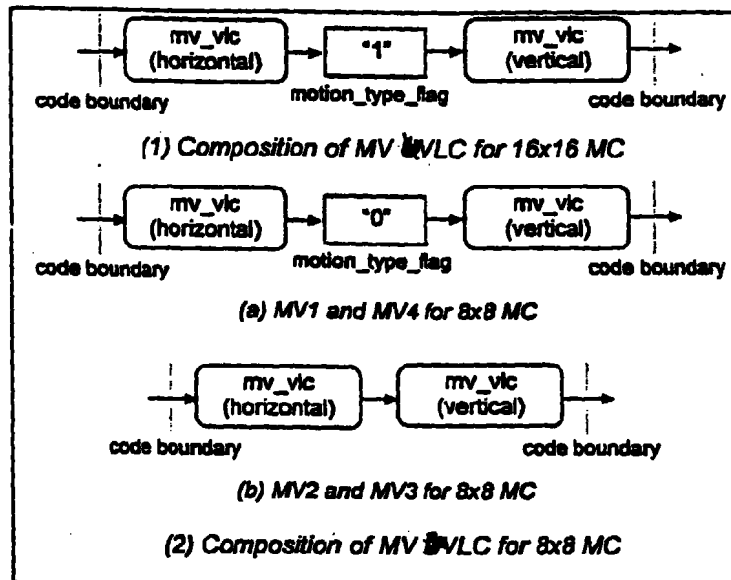 mv_vlc mv_vlc
(horizontal) "1" (vertical)
code boundary motion_type_flag code boundary
(1) Composition of MV VLC for 16x16 MC
mv_vlc mv_vlc
(horizontal) "0" (vertical)
code boundary motion_type_flag code boundary
(a) MV1 and MV4 for 8x8 MC
mv_vlc mv_vlc
(horizontal) (vertical)
code boundary code boundary
(b) MV2 and MV3 for 8x8 MC
(2) Composition of MV VLC for 8x8 MC